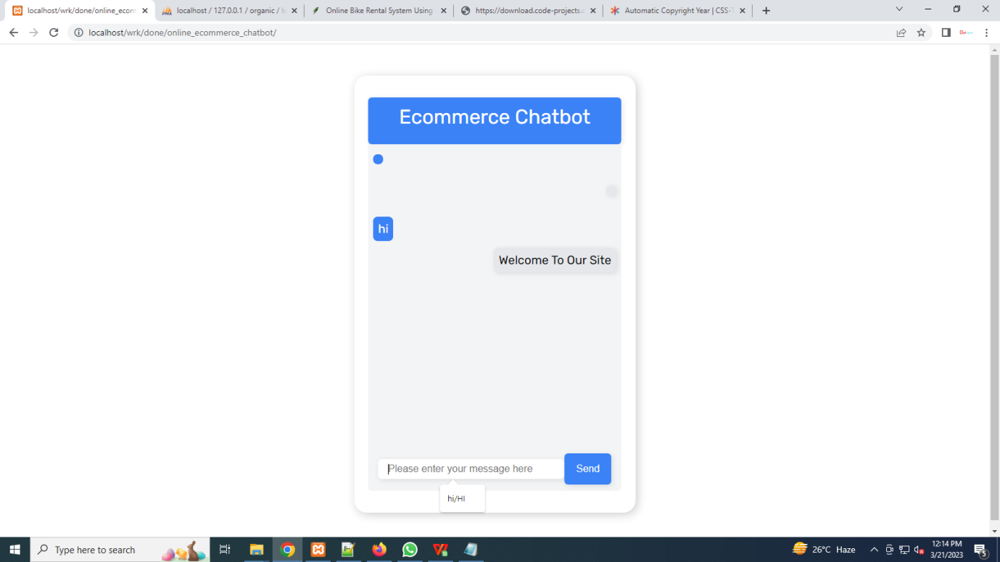 localhost/wrk/done/online_ecom
localhost / 127.0.0.1 / organic / lo
Online Bike Rental System Using
https://download.code-projects.
Automatic Copyright Year | CSS-T
localhost/wrk/done/online_ecommerce_chatbot/
Ecommerce Chatbot
hi
Welcome To Our Site
Please enter your message here
Send
hi/HI
Type here to search
26°C Haze
12:14 PM
3/21/2023
5